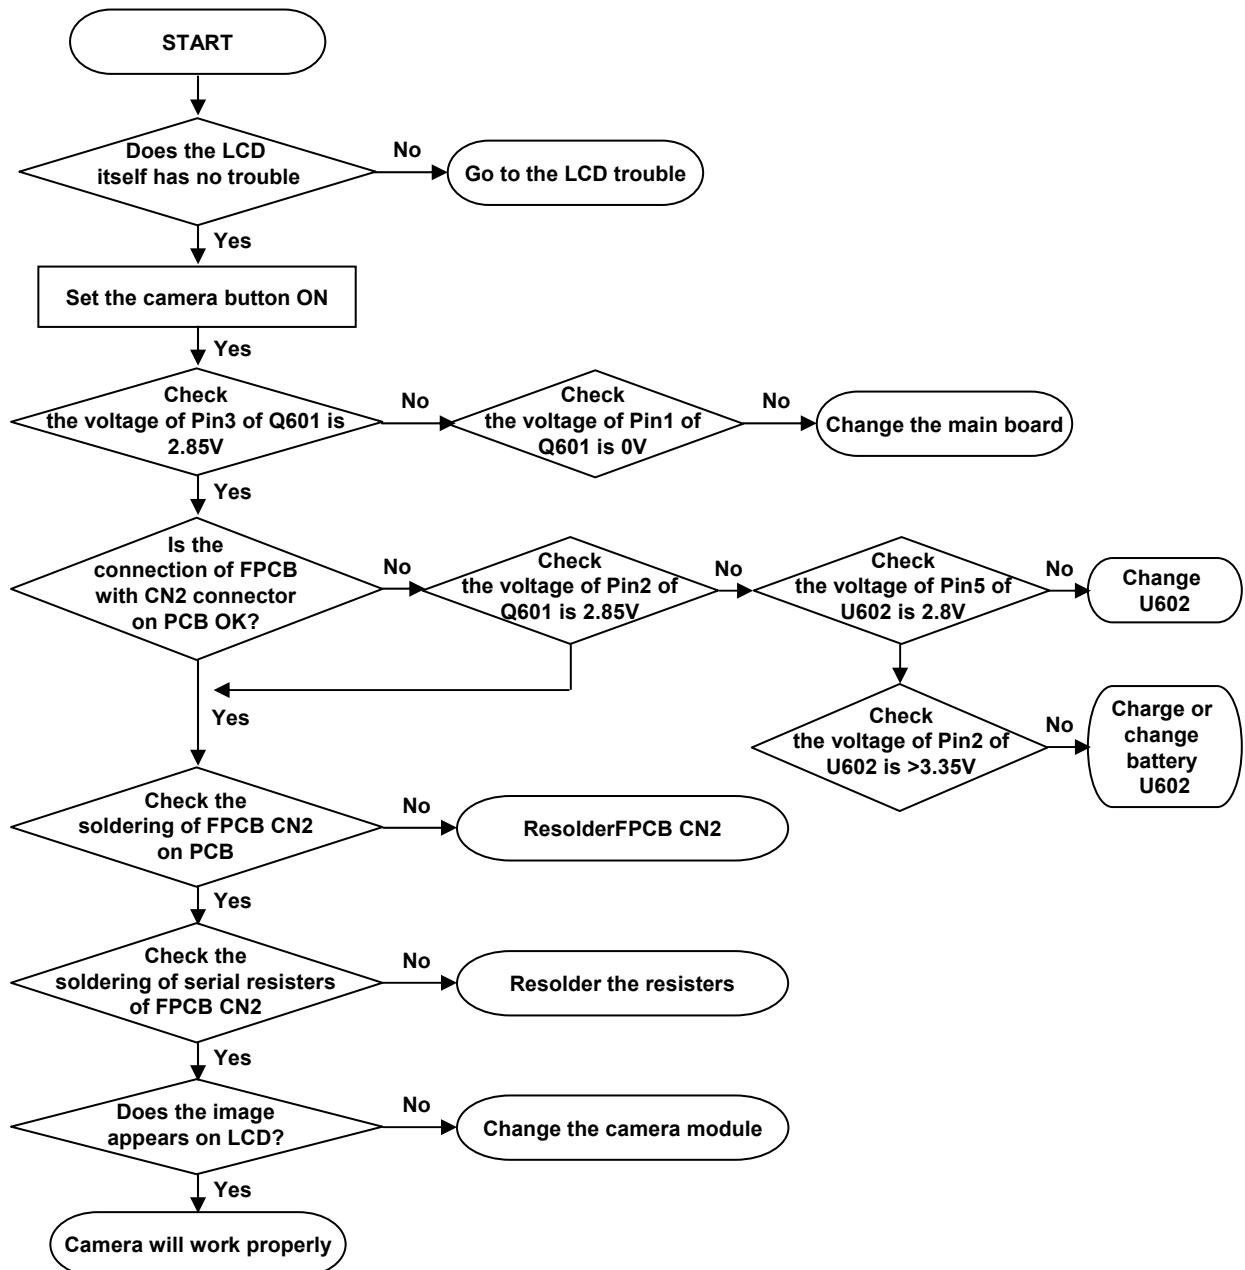 START
Does the LCD
itself has no trouble
No
Go to the LCD trouble
Yes
Set the camera button ON
Yes
Check
the voltage of Pin3 of Q601 is
2.85V
No
Check
the voltage of Pin1 of
Q601 is 0V
No
Change the main board
Yes
Is the
connection of FPCB
with CN2 connector
on PCB OK?
No
Check
the voltage of Pin2 of
Q601 is 2.85V
No
Check
the voltage of Pin5 of
U602 is 2.8V
No
Change
U602
Yes
Check
the voltage of Pin2 of
U602 is >3.35V
No
Charge or
change
battery
U602
Check the
soldering of FPCB CN2
on PCB
No
ResolderFPCB CN2
Yes
Check the
soldering of serial resisters
of FPCB CN2
No
Resolder the resisters
Yes
Does the image
appears on LCD?
No
Change the camera module
Yes
Camera will work properly